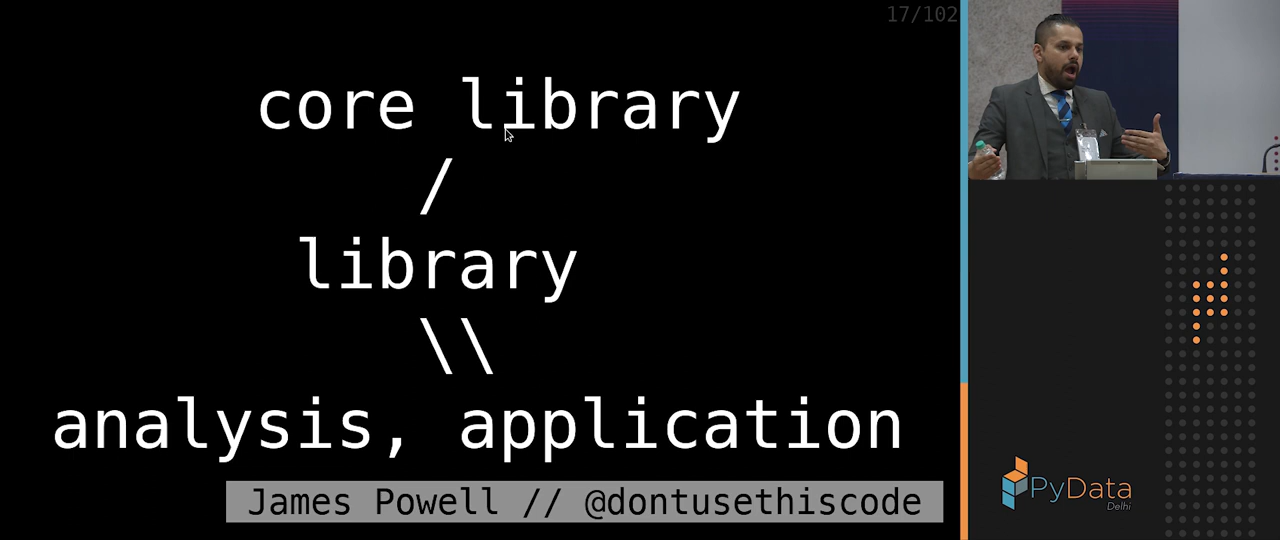 17/102
core library
/
library
\\
analysis, application
James Powell // @dontusethiscode
PyData
Delhi